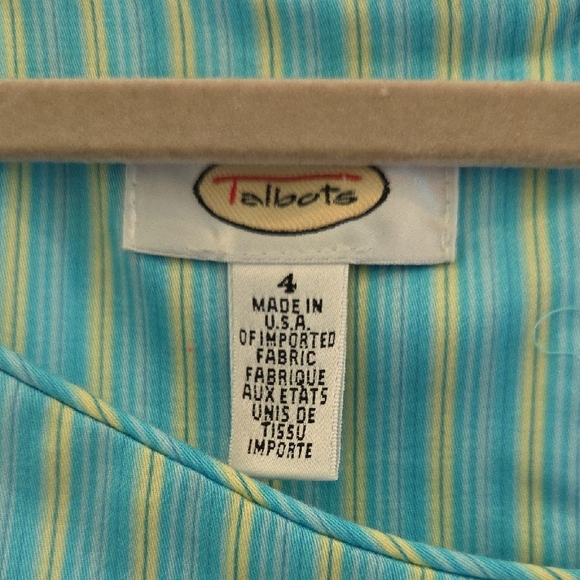 Talbots
4
MADE IN
U.S.A.
OF IMPORTED
FABRIC
FABRIQUE
AUX ETATS
UNIS DE
TISSU
IMPORTE